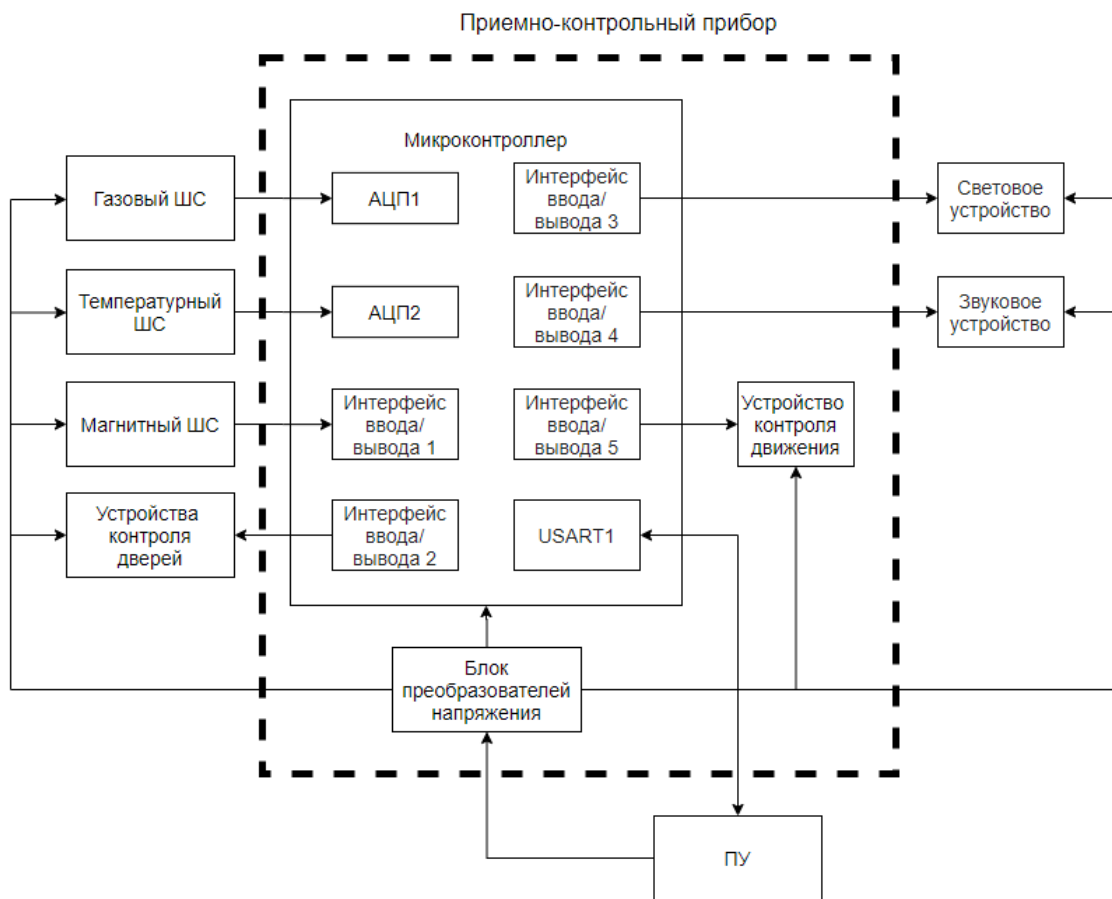 Приемно-контрольный прибор
Микроконтроллер
Газовый ШС
АЦП1
Интерфейс
ввода/
вывода 3
Световое
устройство
Температурный
ШС
АЦП2
Интерфейс
ввода/
вывода 4
Звуковое
устройство
Магнитный ШС
Интерфейс
ввода/
вывода 1
Интерфейс
ввода/
вывода 5
Устройство
контроля
движения
Устройства
контроля
дверей
Интерфейс
ввода/
вывода 2
USART1
Блок
преобразователей
напряжения
ПУ